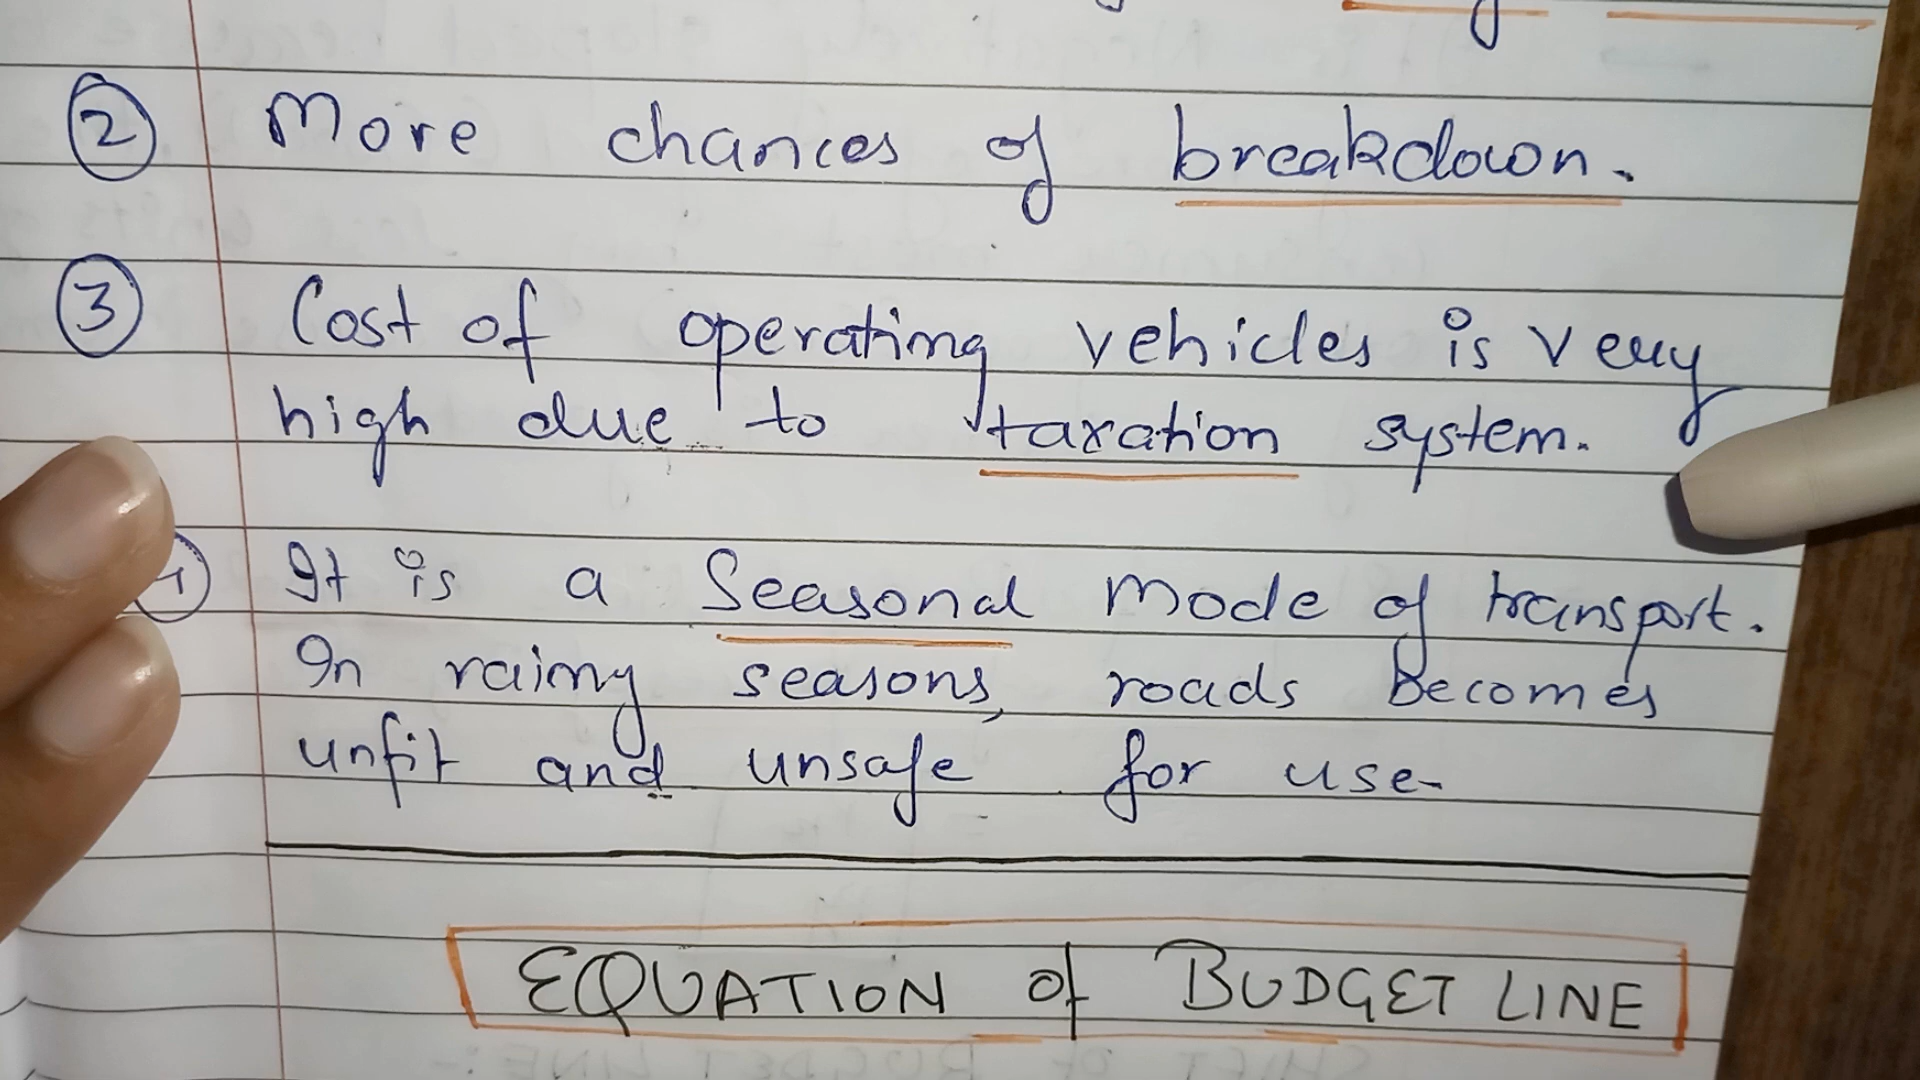 2 More chances of breakdown.
3 Cost of operating vehicles is very
high due to taxation system.
It is a Seasonal mode of transport.
In rainy seasons, roads Becomes
unfit and unsafe for use.
EQUATION of BUDGET LINE